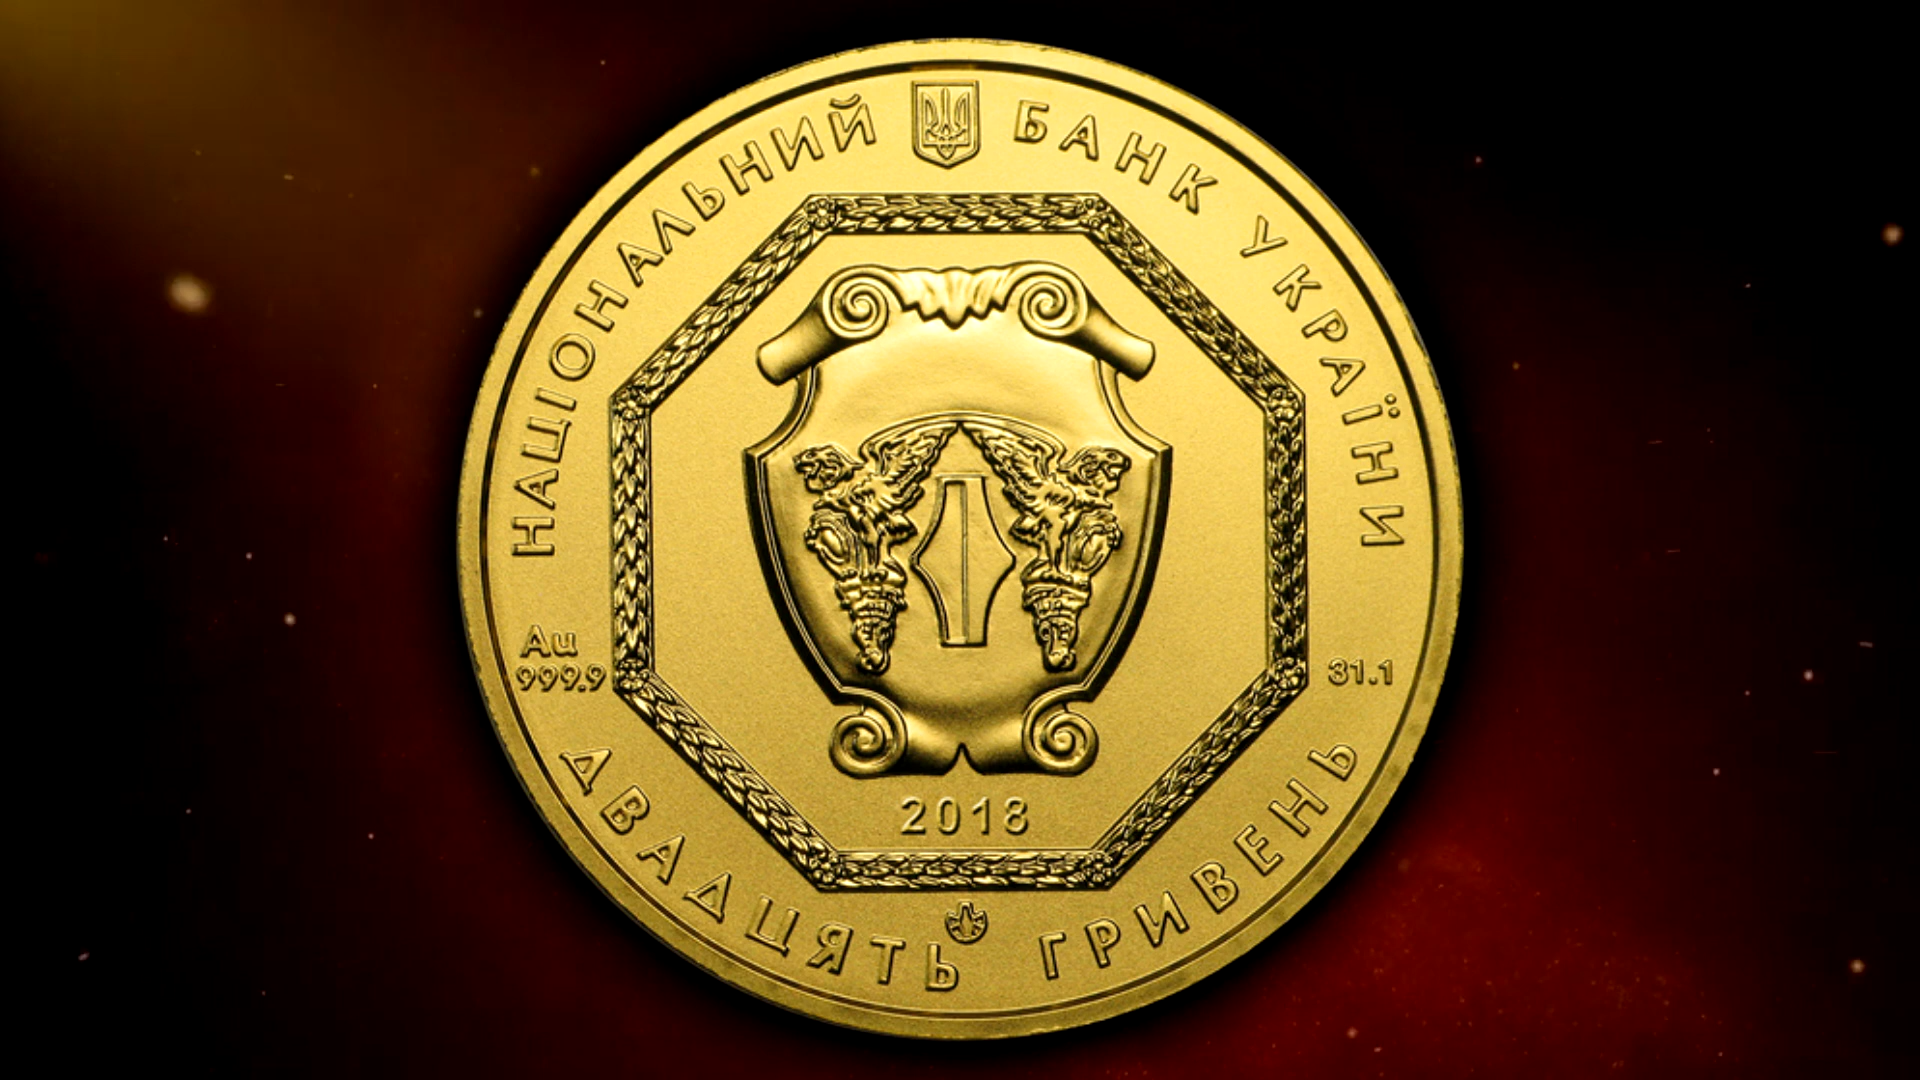 НАЦІОНАЛЬНИЙ БАНК УКРАЇНИ
Au
999.9
31.1
2018
ДВАДЦЯТЬ ГРИВЕНЬ